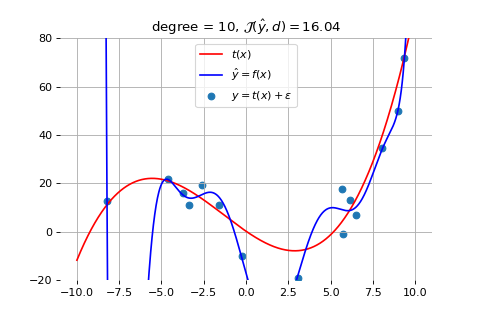 degree = 10, 𝒥(ŷ, d) = 16.04
t(x)
ŷ = f(x)
y = t(x) + ε
80
60
40
20
0
−20
−10.0 −7.5 −5.0 −2.5 0.0 2.5 5.0 7.5 10.0